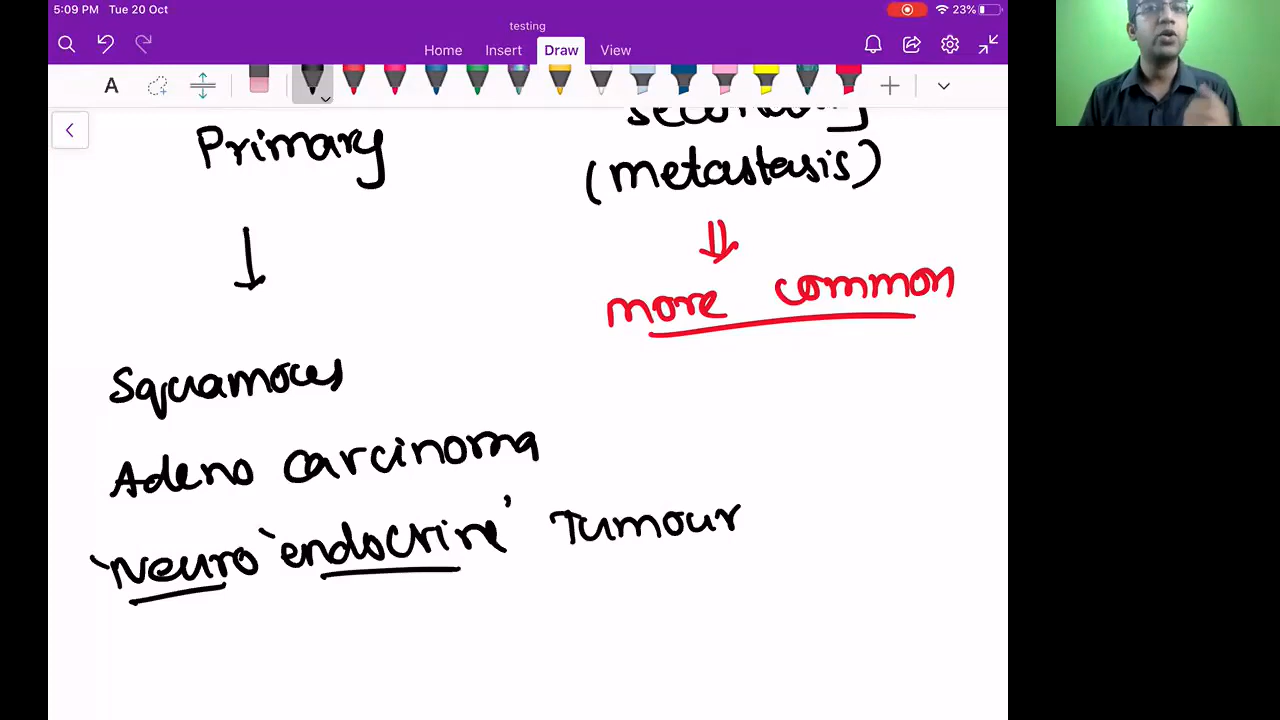 5:09 PM Tue 20 Oct
23%
testing
Home Insert Draw View
A
Primary
secondary
(metastasis)
more common
Squamous
Adeno carcinoma
'Neuro 'endocrine' Tumour